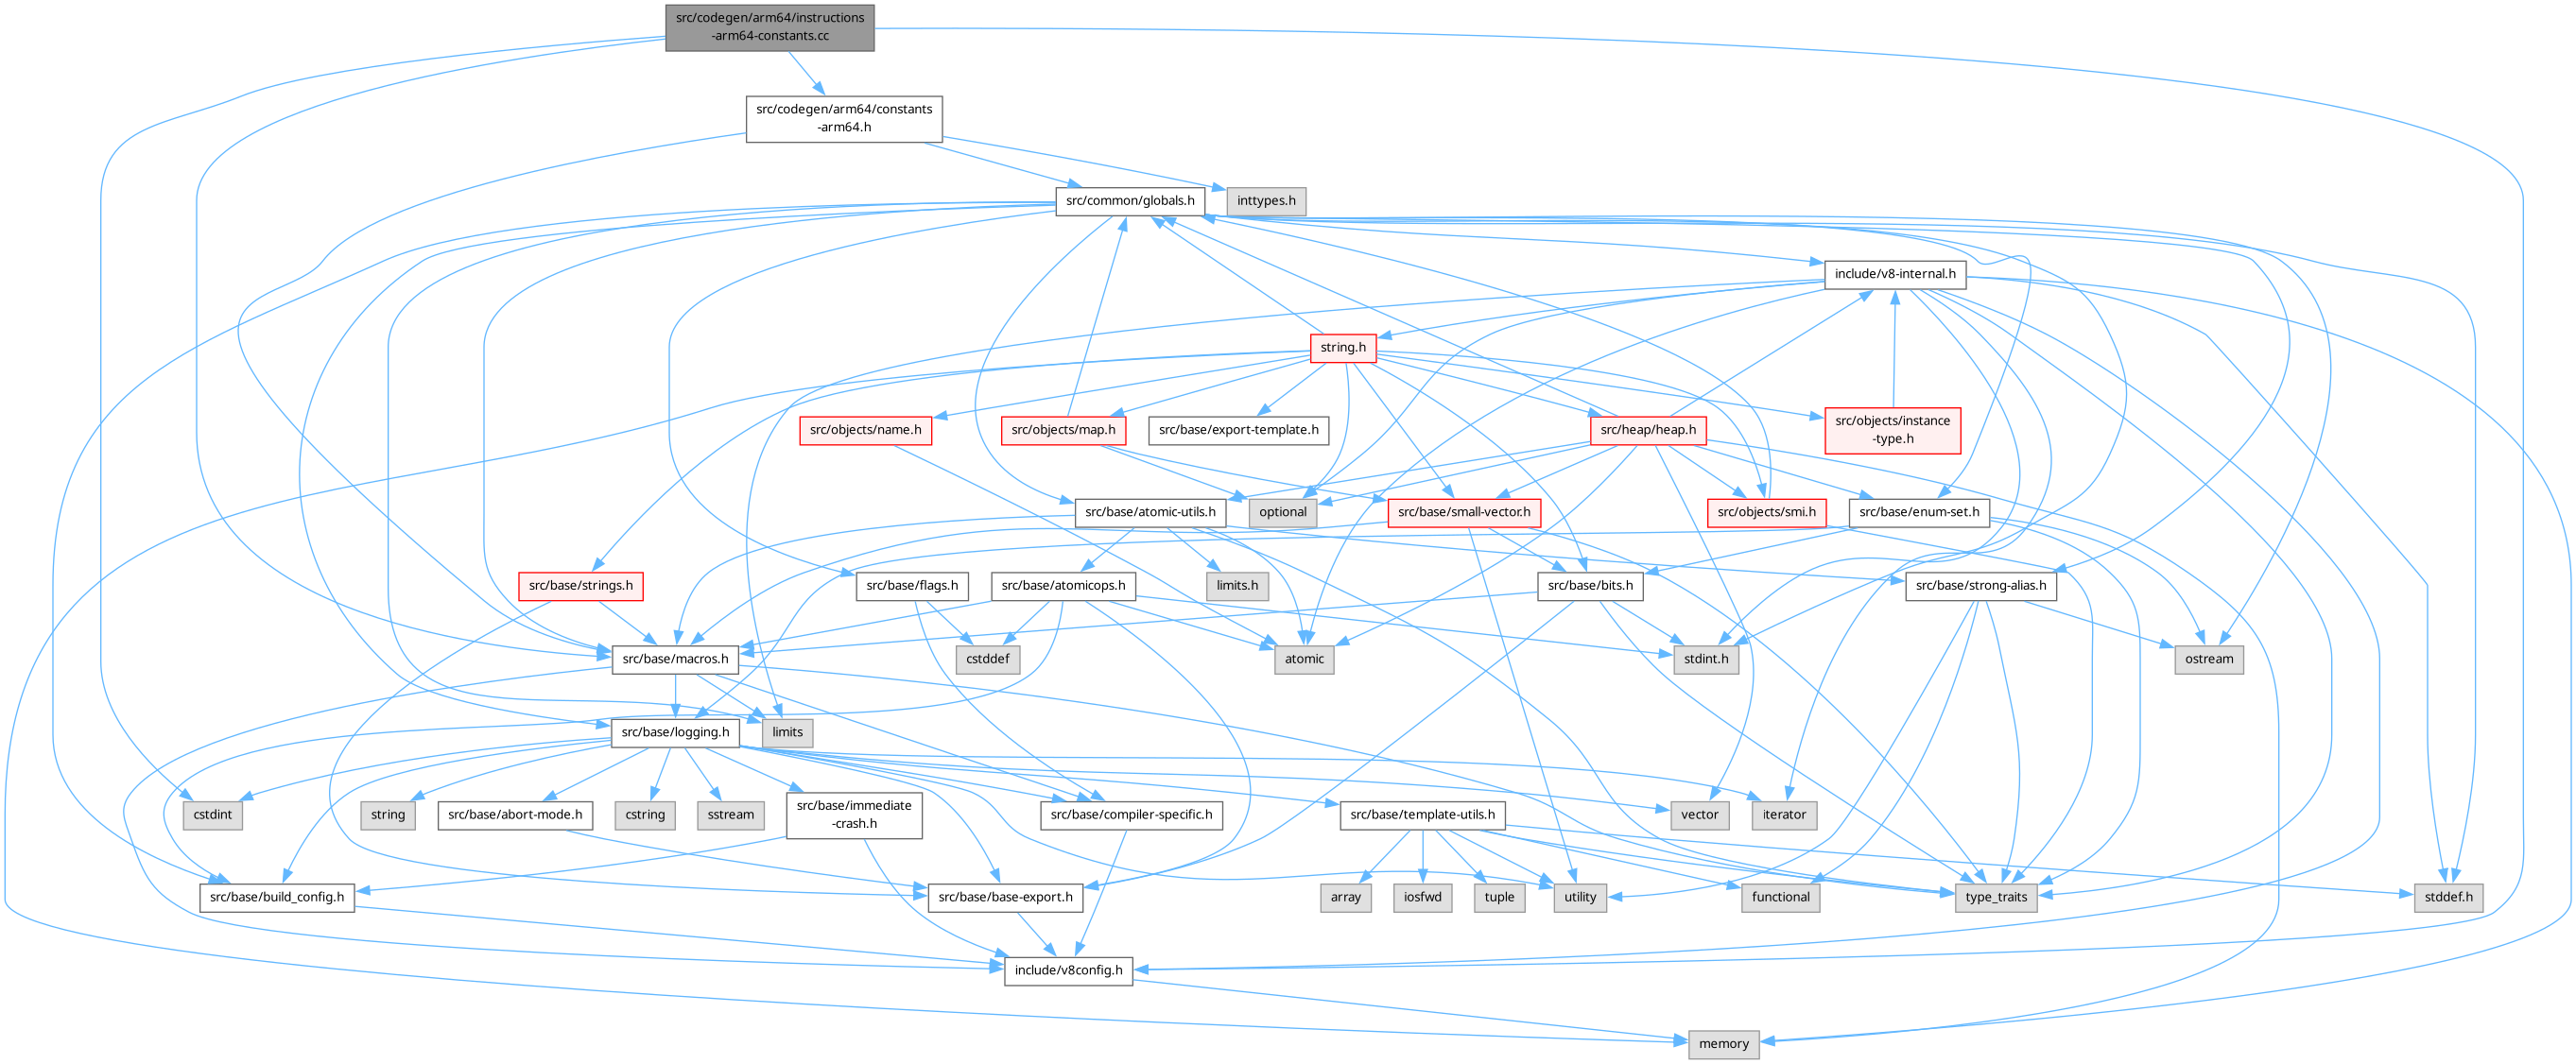 src/codegen/arm64/instructions
-arm64-constants.cc
src/codegen/arm64/constants
-arm64.h
src/common/globals.h
inttypes.h
include/v8-internal.h
string.h
src/objects/name.h
src/objects/map.h
src/base/export-template.h
src/heap/heap.h
src/objects/instance
-type.h
src/base/atomic-utils.h
optional
src/base/small-vector.h
src/objects/smi.h
src/base/enum-set.h
src/base/strings.h
src/base/flags.h
src/base/atomicops.h
limits.h
src/base/bits.h
src/base/strong-alias.h
src/base/macros.h
cstddef
atomic
stdint.h
ostream
src/base/logging.h
limits
cstdint
string
src/base/abort-mode.h
cstring
sstream
src/base/immediate
-crash.h
src/base/compiler-specific.h
src/base/template-utils.h
vector
iterator
src/base/build_config.h
src/base/base-export.h
array
iosfwd
tuple
utility
functional
type_traits
stddef.h
include/v8config.h
memory